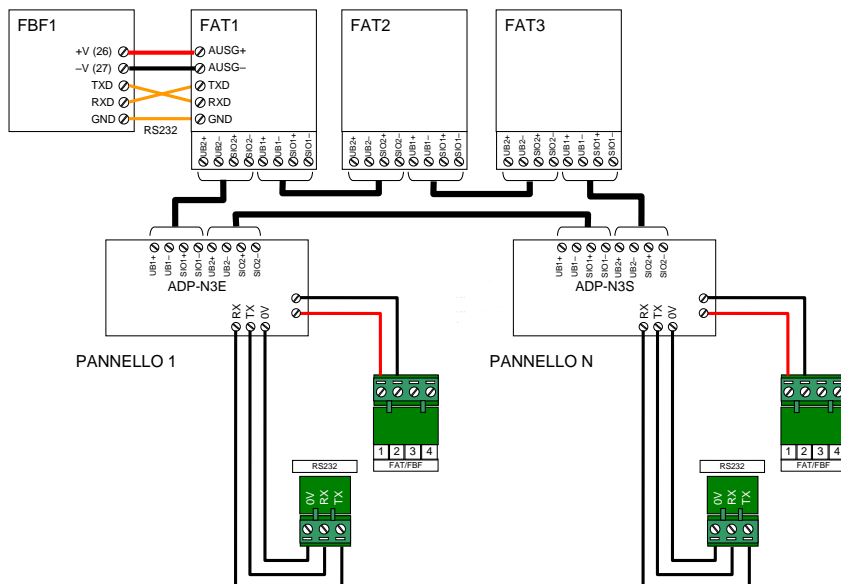 FBF1
FAT1
FAT2
FAT3
+V (26)
AUSG+
–V (27)
AUSG–
TXD
TXD
RXD
RXD
GND
GND
RS232
UB2+ UB2– SIO2+ SIO2– UB1+ UB1– SIO1+ SIO1–
UB2+ UB2– SIO2+ SIO2– UB1+ UB1– SIO1+ SIO1–
UB2+ UB2– SIO2+ SIO2– UB1+ UB1– SIO1+ SIO1–
UB1+ UB1– SIO1+ SIO1– UB2+ UB2– SIO2+ SIO2–
UB1+ UB1– SIO1+ SIO1– UB2+ UB2– SIO2+ SIO2–
ADP-N3E
ADP-N3S
RX TX 0V
RX TX 0V
PANNELLO 1
PANNELLO N
1 2 3 4
1 2 3 4
FAT/FBF
FAT/FBF
RS232
RS232
0V RX TX
0V RX TX